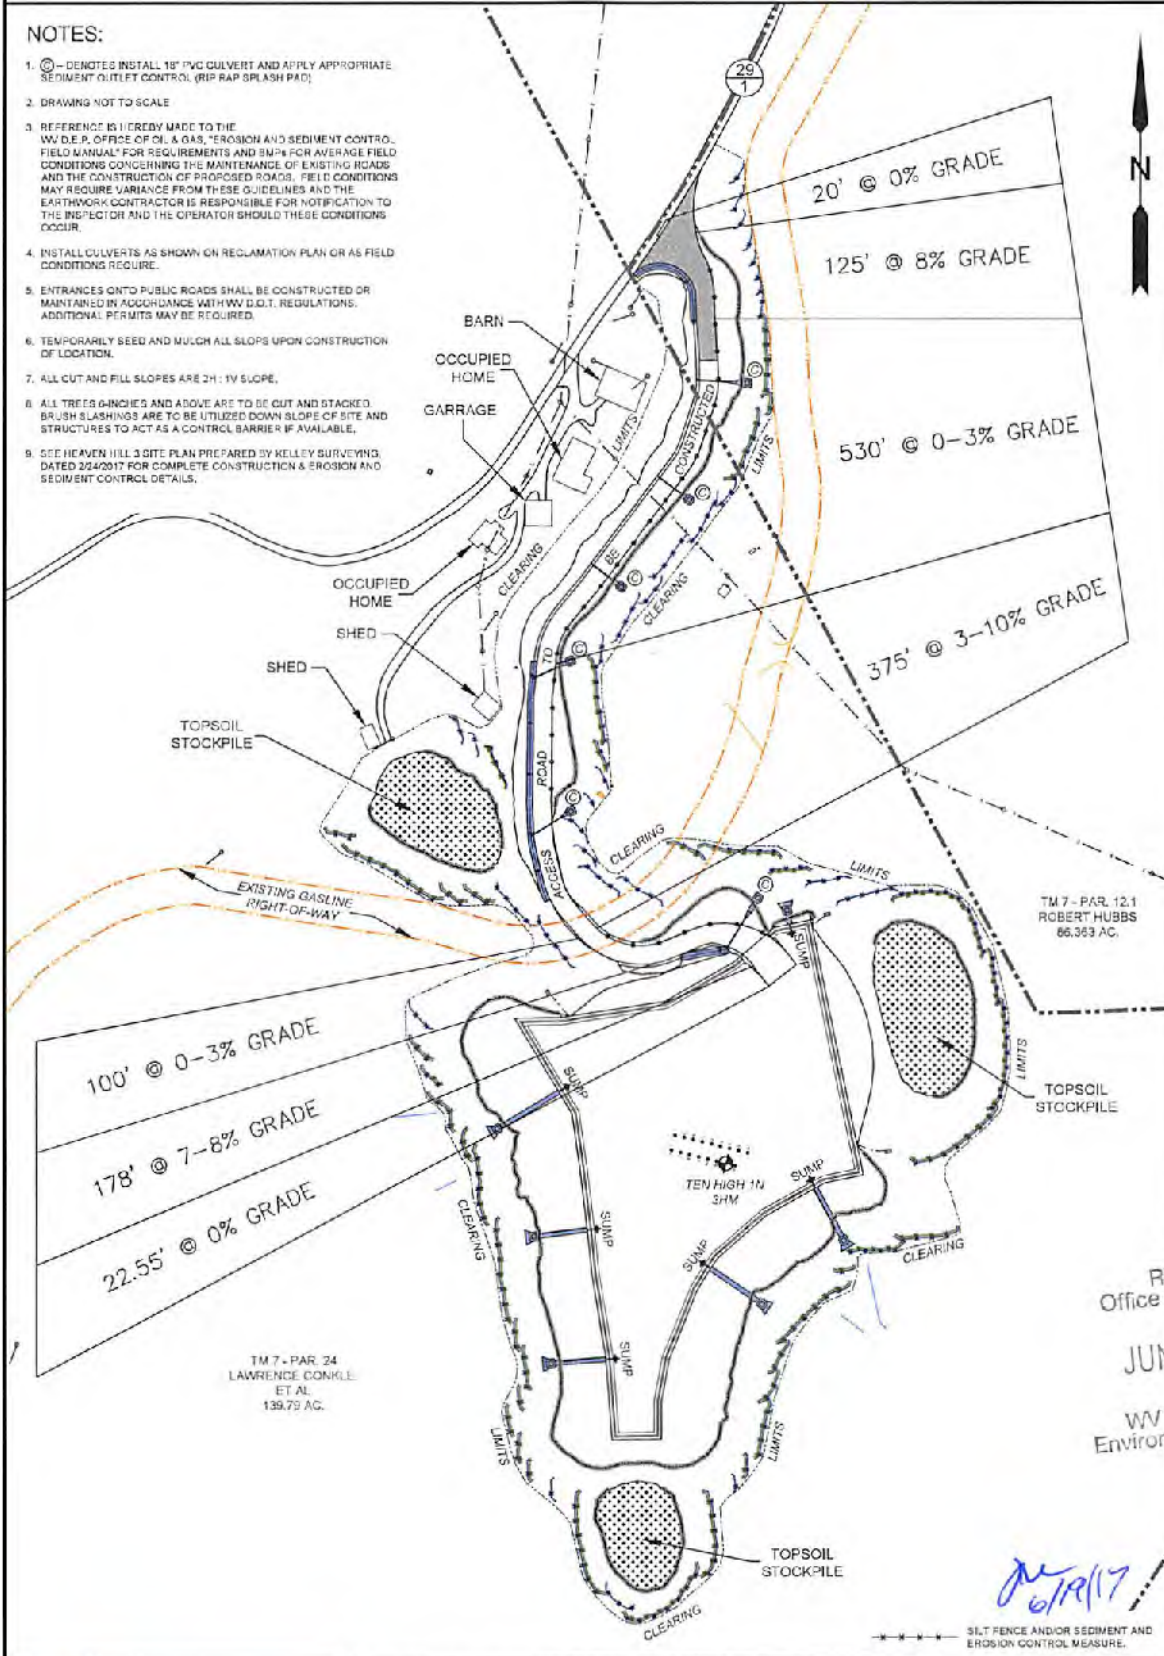 NOTES:
1. Ⓒ – DENOTES INSTALL 18" PVC CULVERT AND APPLY APPROPRIATE
SEDIMENT OUTLET CONTROL (RIP RAP SPLASH PAD)
2. DRAWING NOT TO SCALE
3. REFERENCE IS HEREBY MADE TO THE
WV D.E.P. OFFICE OF OIL & GAS, "EROSION AND SEDIMENT CONTROL
FIELD MANUAL" FOR REQUIREMENTS AND BMPs FOR AVERAGE FIELD
CONDITIONS CONCERNING THE MAINTENANCE OF EXISTING ROADS
AND THE CONSTRUCTION OF PROPOSED ROADS. FIELD CONDITIONS
MAY REQUIRE VARIANCE FROM THESE GUIDELINES AND THE
EARTHWORK CONTRACTOR IS RESPONSIBLE FOR NOTIFICATION TO
THE INSPECTOR AND THE OPERATOR SHOULD THESE CONDITIONS
OCCUR.
4. INSTALL CULVERTS AS SHOWN ON RECLAMATION PLAN OR AS FIELD
CONDITIONS REQUIRE.
5. ENTRANCES ONTO PUBLIC ROADS SHALL BE CONSTRUCTED OR
MAINTAINED IN ACCORDANCE WITH WV D.O.T. REGULATIONS.
ADDITIONAL PERMITS MAY BE REQUIRED.
6. TEMPORARILY SEED AND MULCH ALL SLOPS UPON CONSTRUCTION
OF LOCATION.
7. ALL CUT AND FILL SLOPES ARE 2H : 1V SLOPE.
8. ALL TREES 6-INCHES AND ABOVE ARE TO BE CUT AND STACKED.
BRUSH SLASHINGS ARE TO BE UTILIZED DOWN SLOPE OF SITE AND
STRUCTURES TO ACT AS A CONTROL BARRIER IF AVAILABLE.
9. SEE HEAVEN HILL 3 SITE PLAN PREPARED BY KELLEY SURVEYING,
DATED 2/24/2017 FOR COMPLETE CONSTRUCTION & EROSION AND
SEDIMENT CONTROL DETAILS.
29
1
N
20' @ 0% GRADE
125' @ 8% GRADE
530' @ 0-3% GRADE
375' @ 3-10% GRADE
BARN
OCCUPIED
HOME
GARRAGE
OCCUPIED
HOME
SHED
SHED
TOPSOIL
STOCKPILE
LIMITS
CLEARING
LIMITS
CLEARING
ACCESS
ROAD
TO
BE
CONSTRUCTED
Ⓒ
Ⓒ
Ⓒ
Ⓒ
Ⓒ
Ⓒ
EXISTING GASLINE
RIGHT-OF-WAY
CLEARING
LIMITS
TM 7 - PAR. 12.1
ROBERT HUBBS
86.363 AC.
SUMP
100' @ 0-3% GRADE
178' @ 7-8% GRADE
22.55' @ 0% GRADE
SUMP
LIMITS
TOPSOIL
STOCKPILE
TEN HIGH 1N
3HM
SUMP
CLEARING
CLEARING
SUMP
SUMP
SUMP
TM 7 - PAR. 24
LAWRENCE CONKLE
ET AL
139.79 AC.
LIMITS
LIMITS
TOPSOIL
STOCKPILE
CLEARING
R
Office
JUN
WV
Enviror
6/19/17
SILT FENCE AND/OR SEDIMENT AND
EROSION CONTROL MEASURE.